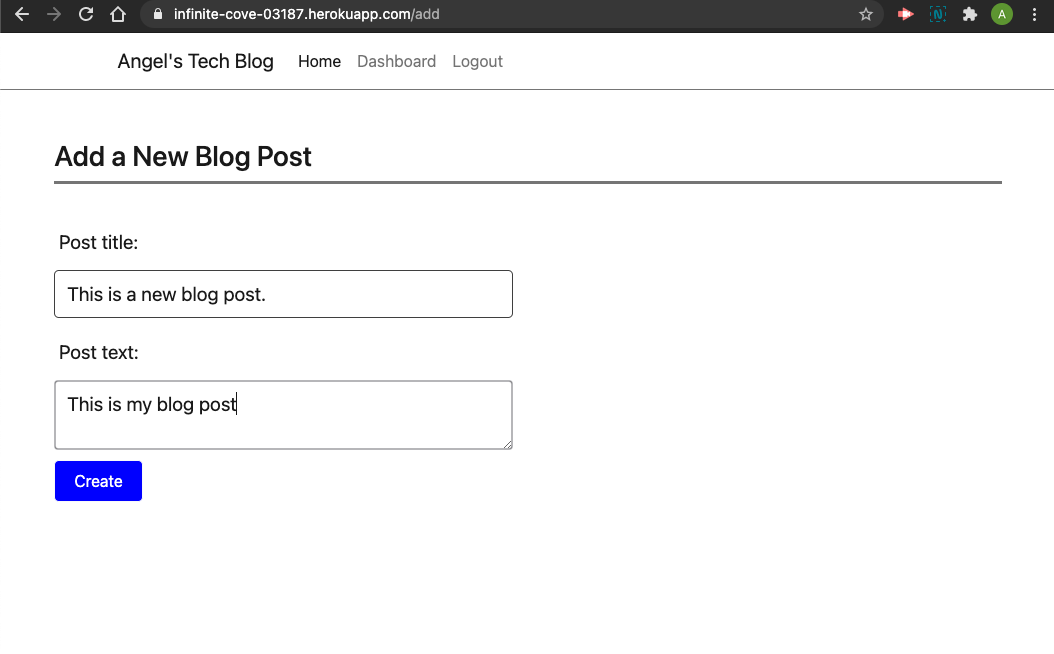 infinite-cove-03187.herokuapp.com/add
N
A
Angel's Tech Blog Home Dashboard Logout
Add a New Blog Post
Post title:
This is a new blog post.
Post text:
This is my blog post
Create